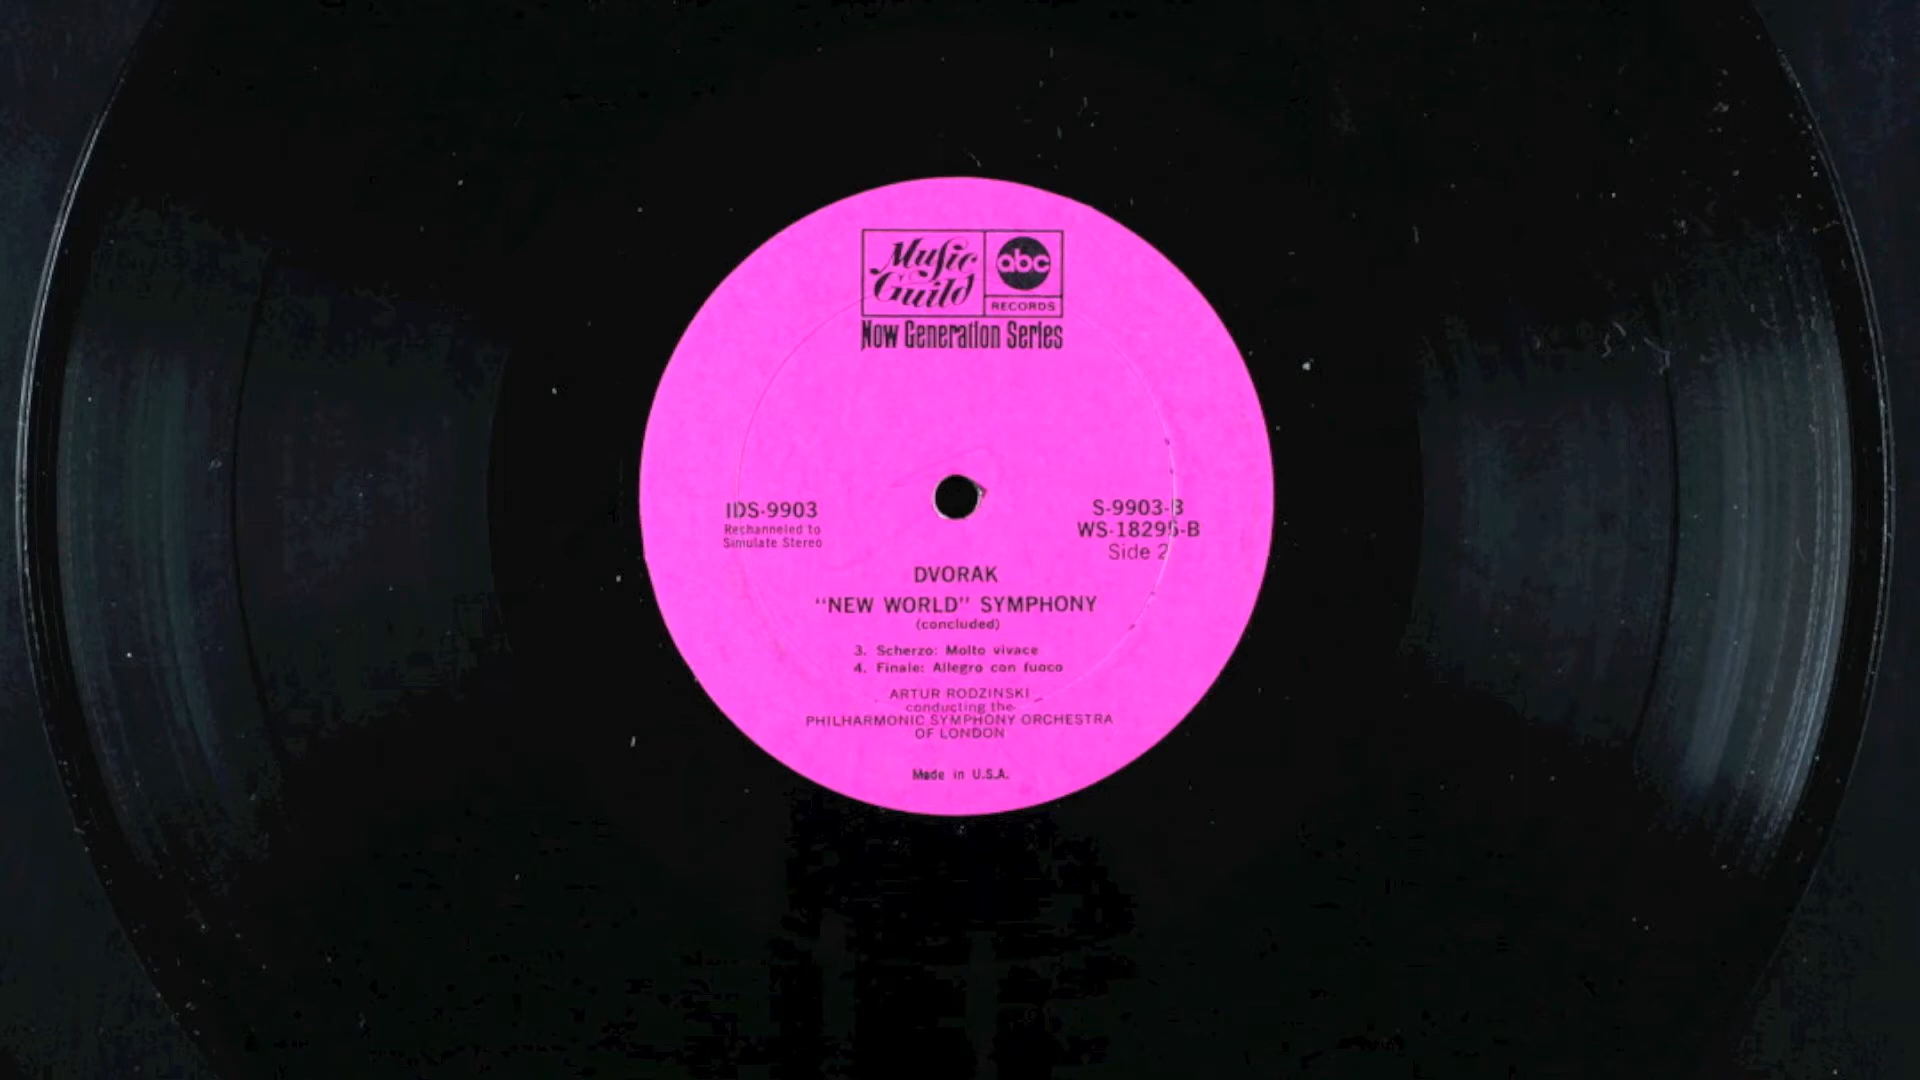 Music
Guild
abc
RECORDS
Now Generation Series
IDS-9903
Rechanneled to
Simulate Stereo
S-9903-B
WS-18296-B
Side 2
DVORAK
"NEW WORLD" SYMPHONY
(concluded)
3. Scherzo: Molto vivace
4. Finale: Allegro con fuoco
ARTUR RODZINSKI
conducting the
PHILHARMONIC SYMPHONY ORCHESTRA
OF LONDON
Made in U.S.A.